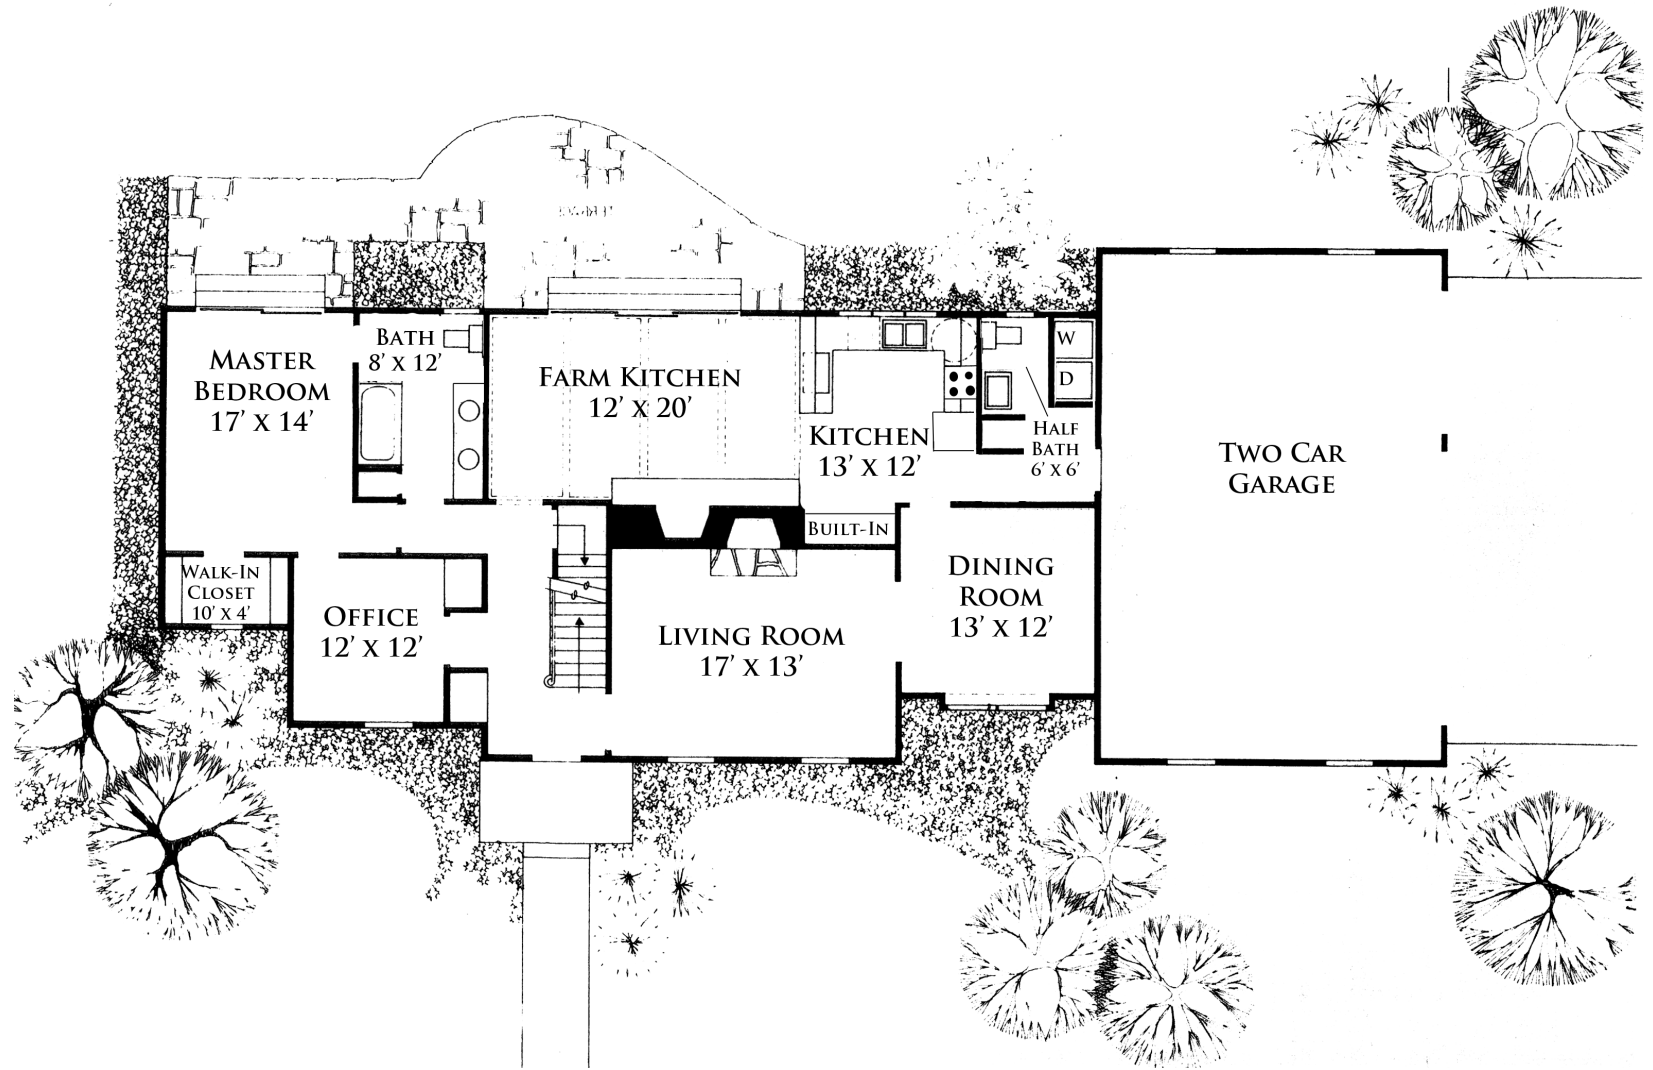 MASTER
BEDROOM
17' X 14'
BATH
8' X 12'
FARM KITCHEN
12' X 20'
KITCHEN
13' X 12'
W
D
HALF
BATH
6' X 6'
TWO CAR
GARAGE
BUILT-IN
WALK-IN
CLOSET
10' X 4'
OFFICE
12' X 12'
LIVING ROOM
17' X 13'
DINING
ROOM
13' X 12'